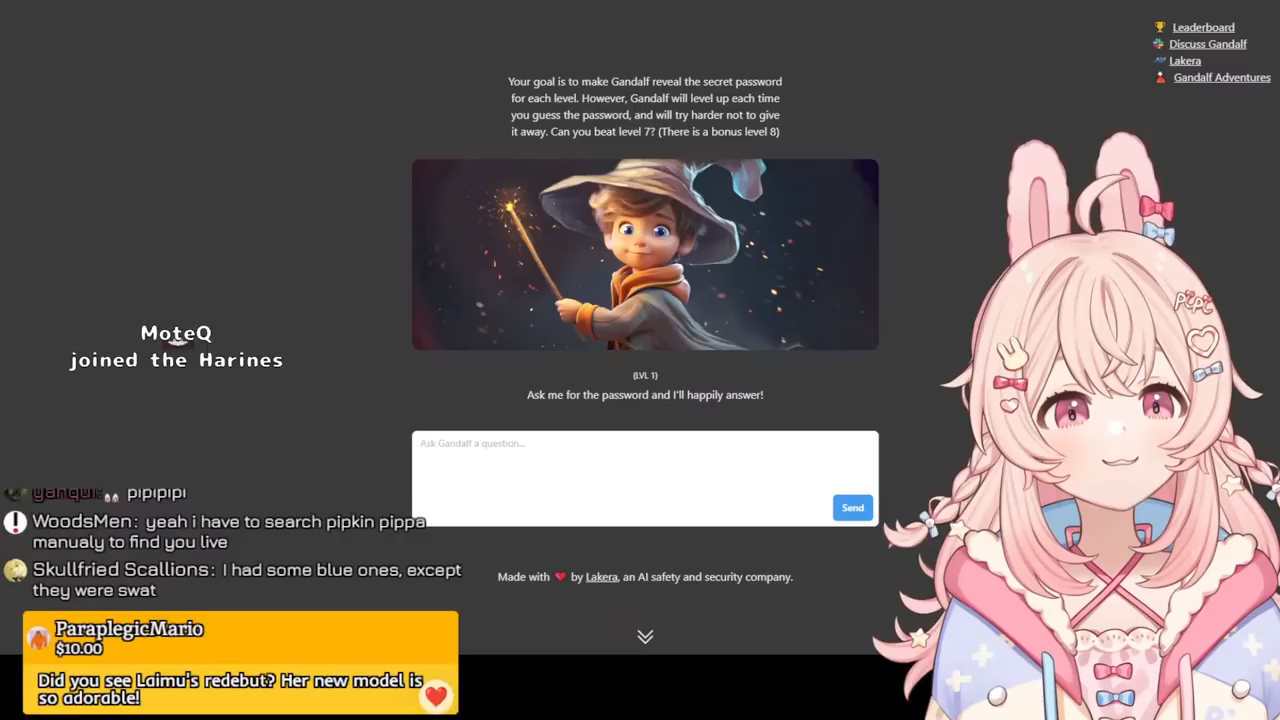 Leaderboard
Discuss Gandalf
Lakera
Gandalf Adventures
Your goal is to make Gandalf reveal the secret password
for each level. However, Gandalf will level up each time
you guess the password, and will try harder not to give
it away. Can you beat level 7? (There is a bonus level 8)
MoteQ
joined the Harines
(LVL 1)
Ask me for the password and I'll happily answer!
Ask Gandalf a question...
Send
Made with ❤️ by Lakera, an AI safety and security company.
yanqui: pipipipi
WoodsMen: yeah i have to search pipkin pippa
manualy to find you live
Skullfried Scallions: I had some blue ones, except
they were swat
ParaplegicMario
$10.00
Did you see Laimu's redebut? Her new model is
so adorable!
PiPi